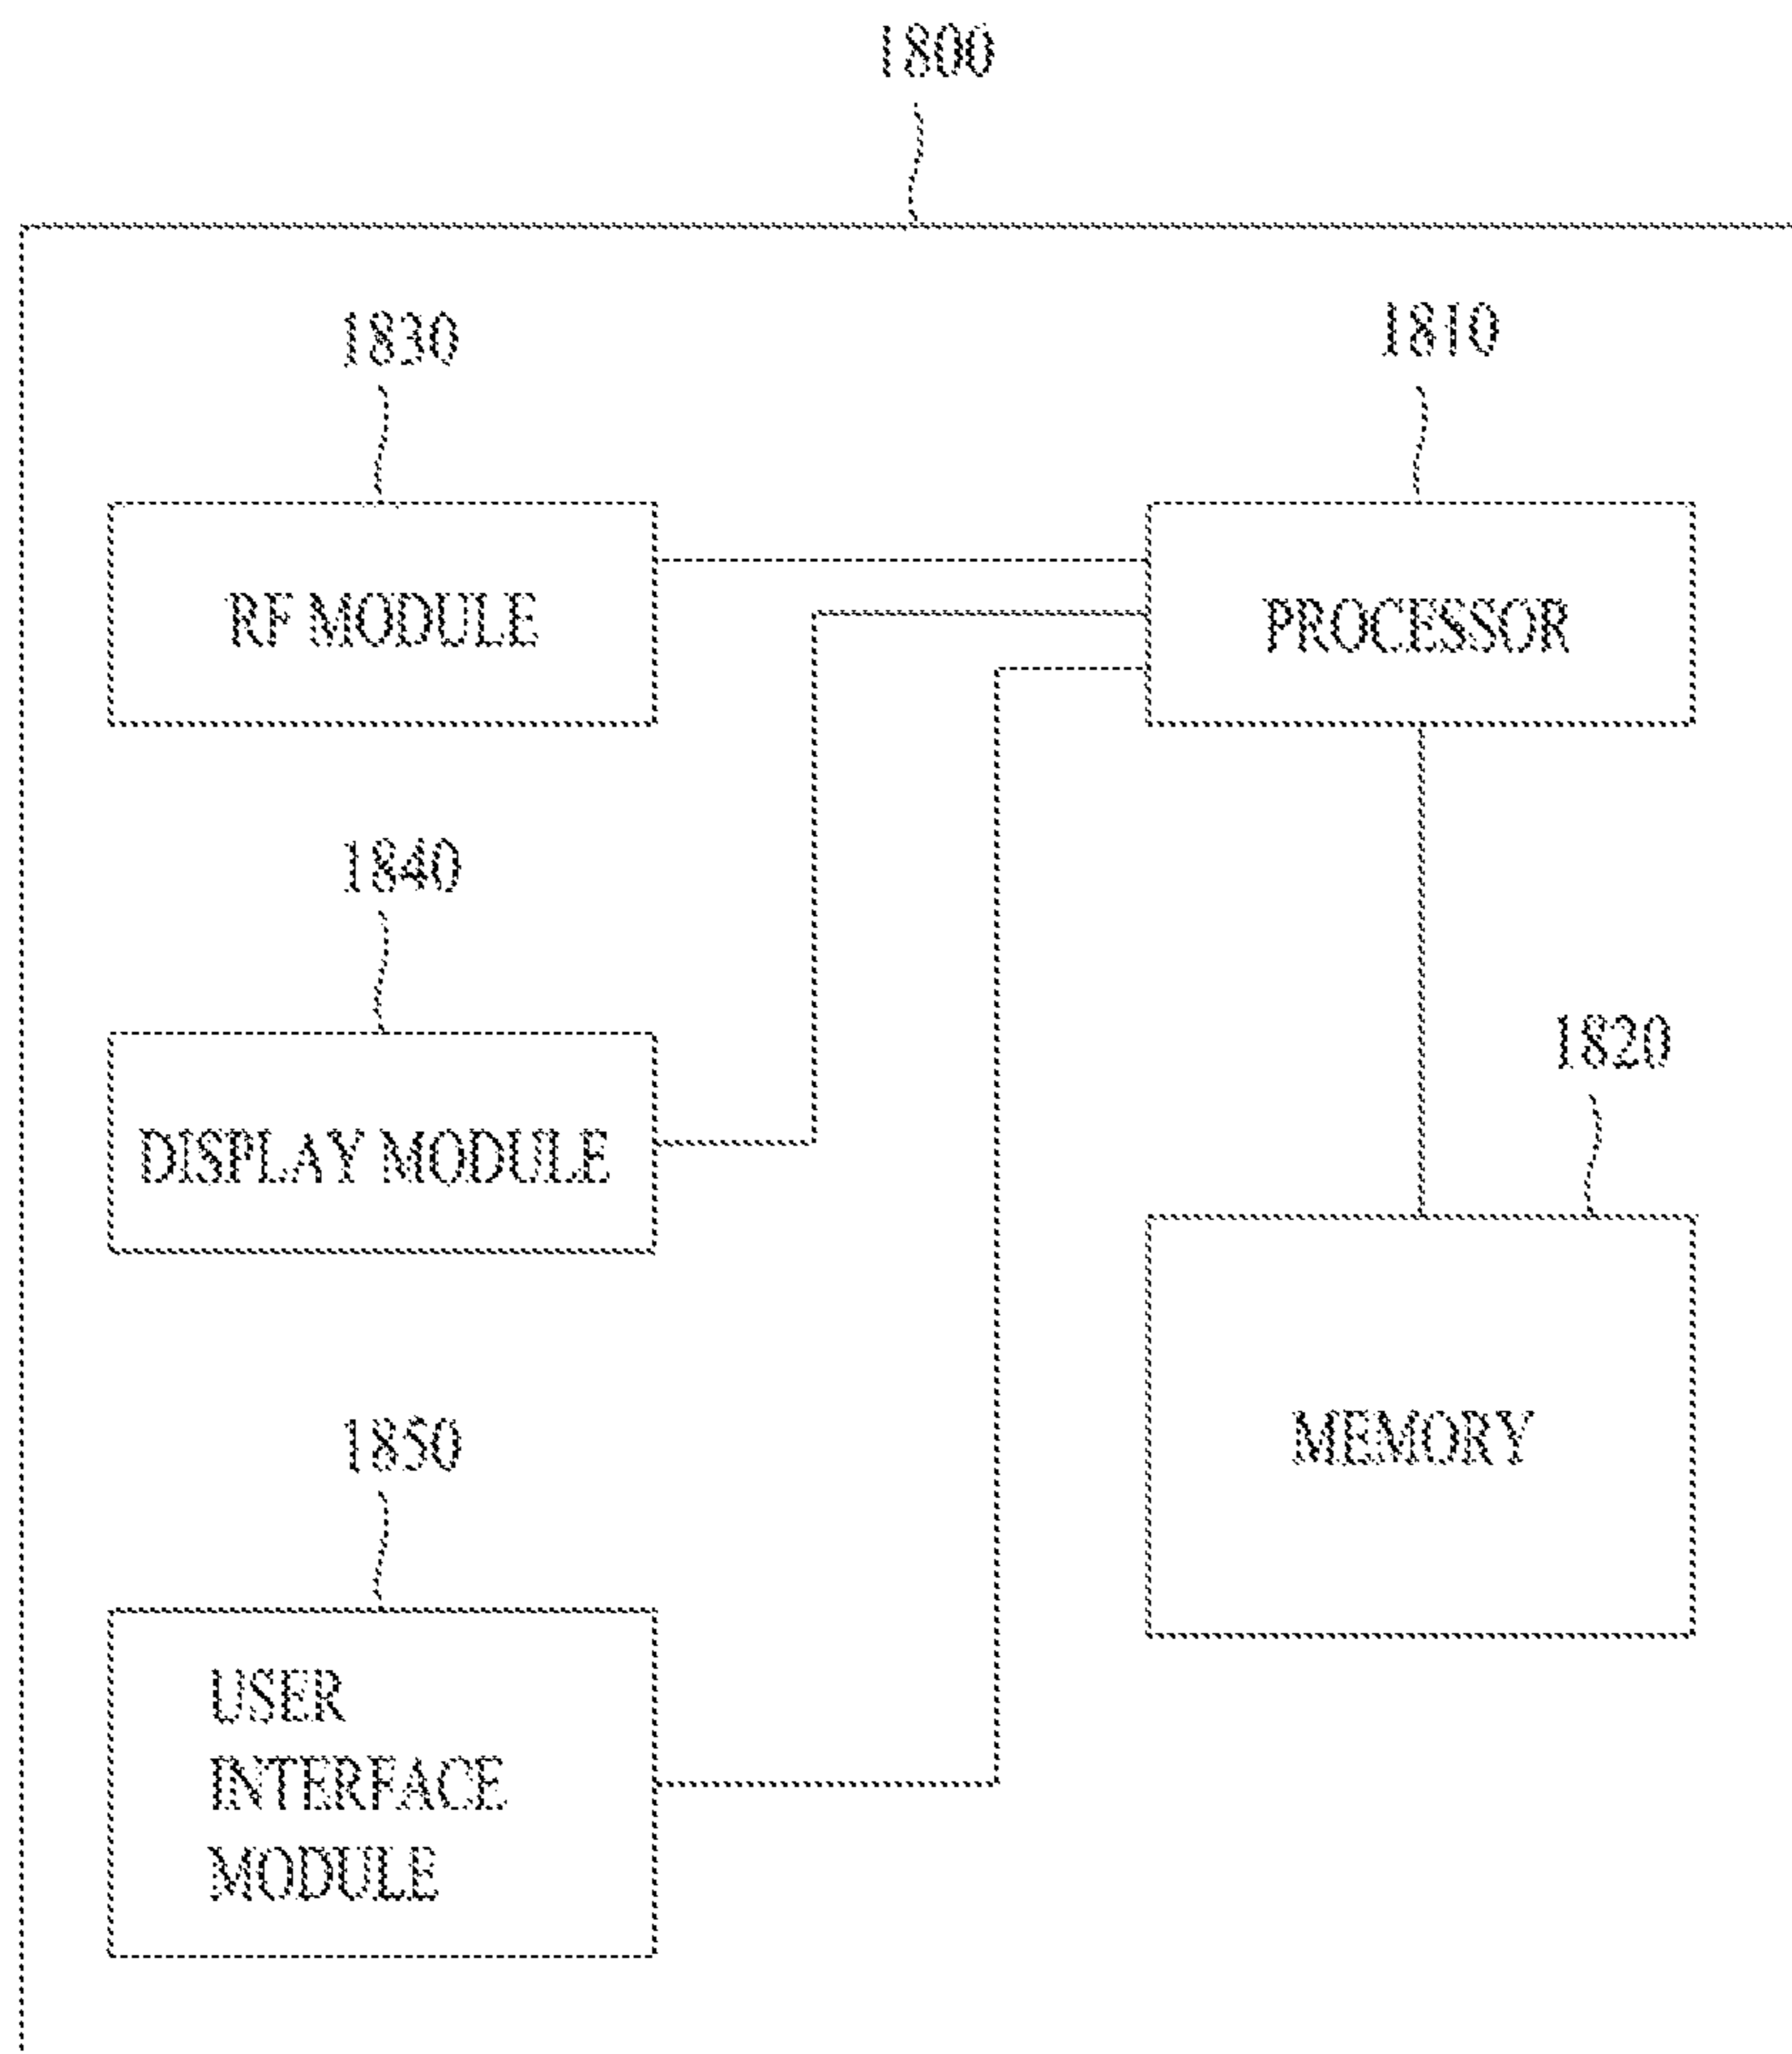 1800
1830
1810
RF MODULE
PROCESSOR
1840
1820
DISPLAY MODULE
MEMORY
1850
USER
INTERFACE
MODULE